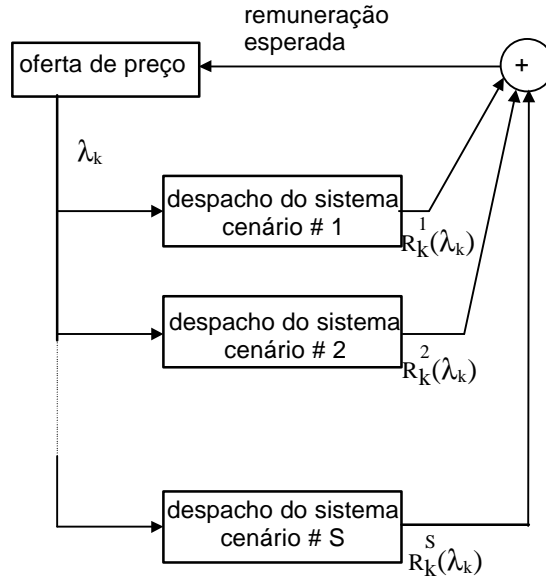 remuneração
esperada
oferta de preço
+
λk
despacho do sistema
cenário # 1
R¹k(λk)
despacho do sistema
cenário # 2
R²k(λk)
despacho do sistema
cenário # S
Rˢk(λk)